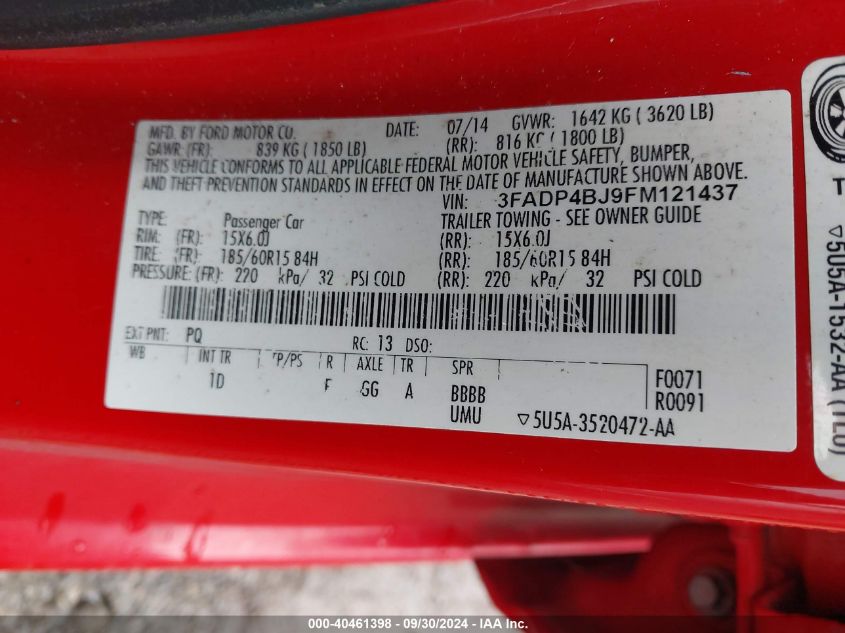 MFD. BY FORD MOTOR CO. DATE: 07/14 GVWR: 1642 KG ( 3620 LB)
GAWR: (FR): 839 KG ( 1850 LB) (RR): 816 KG ( 1800 LB)
THIS VEHICLE CONFORMS TO ALL APPLICABLE FEDERAL MOTOR VEHICLE SAFETY, BUMPER,
AND THEFT PREVENTION STANDARDS IN EFFECT ON THE DATE OF MANUFACTURE SHOWN ABOVE.
VIN: 3FADP4BJ9FM121437
TYPE: Passenger Car TRAILER TOWING - SEE OWNER GUIDE
RIM: (FR): 15X6.0J (RR): 15X6.0J
TIRE: (FR): 185/60R15 84H (RR): 185/60R15 84H
PRESSURE: (FR): 220 kPa/ 32 PSI COLD (RR): 220 kPa/ 32 PSI COLD
EXT PNT: PQ RC: 13 DSO:
WB INT TR TP/PS R AXLE TR SPR
1D F GG A BBBB F0071
UMU R0091
▽5U5A-3520472-AA
▽5U5A-1532-AA (TLO)
000-40461398 - 09/30/2024 - IAA Inc.